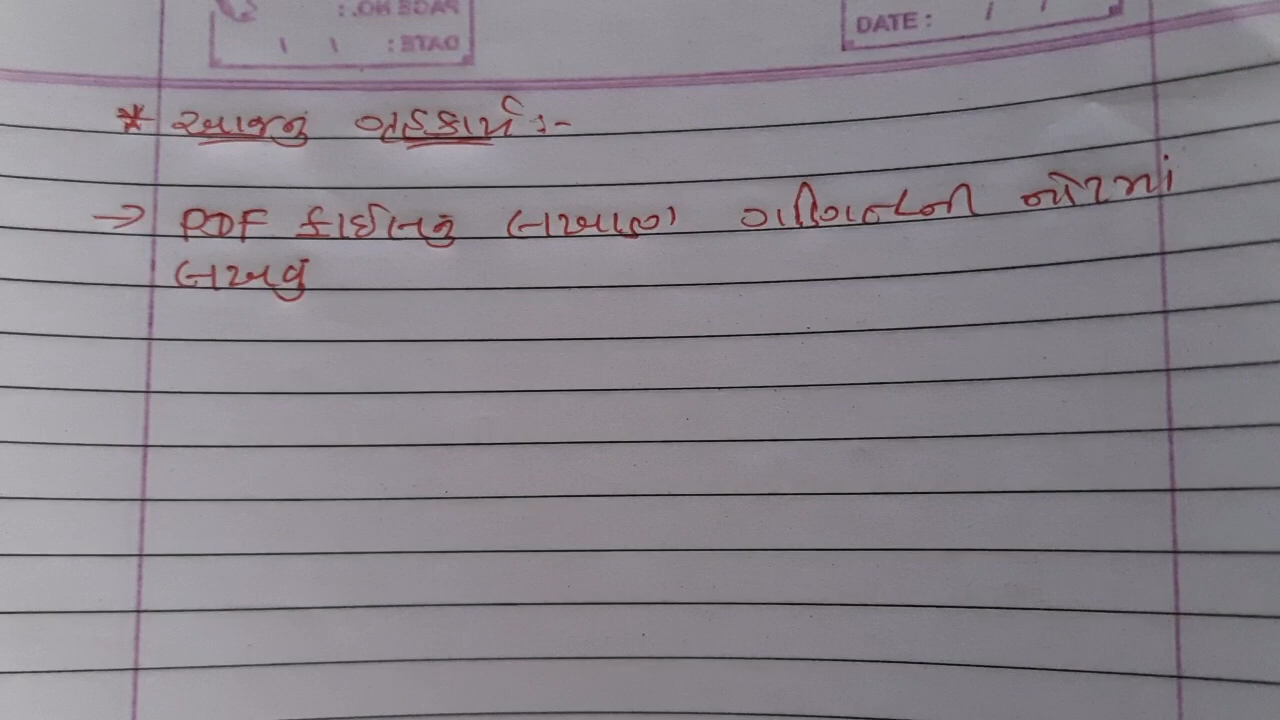 DATE :
* આજનું ગૃહકાર્ય :-
→ PDF ફાઈલનું લખાણ ગણિતની નોટમાં
લખવું